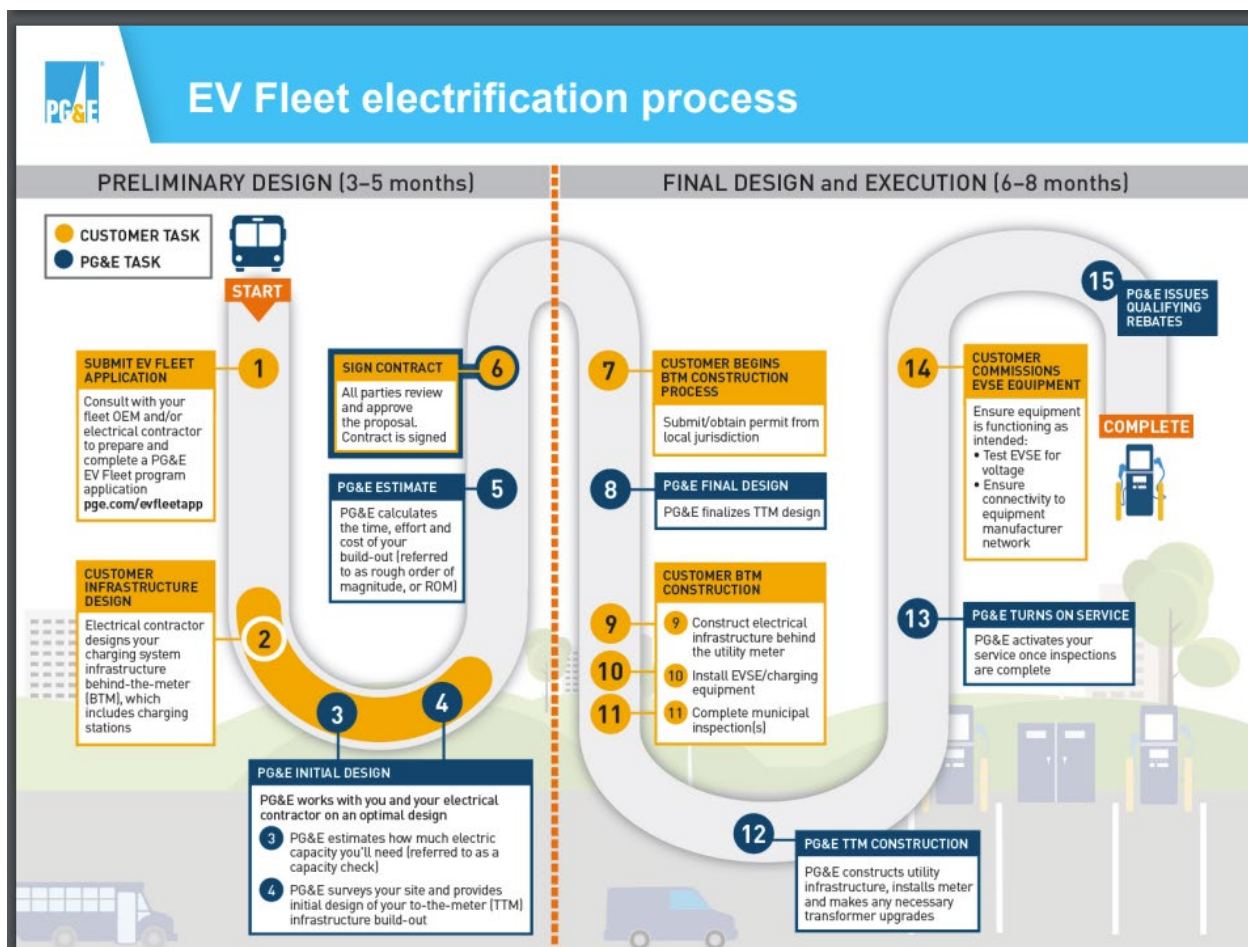 PG&E
EV Fleet electrification process
PRELIMINARY DESIGN (3–5 months)
FINAL DESIGN and EXECUTION (6–8 months)
CUSTOMER TASK
PG&E TASK
START
1
SUBMIT EV FLEET
APPLICATION
Consult with your
fleet OEM and/or
electrical contractor
to prepare and
complete a PG&E
EV Fleet program
application
pge.com/evfleetapp
2
CUSTOMER
INFRASTRUCTURE
DESIGN
Electrical contractor
designs your
charging system
infrastructure
behind-the-meter
(BTM), which
includes charging
stations
3
4
PG&E INITIAL DESIGN
PG&E works with you and your electrical
contractor on an optimal design
3 PG&E estimates how much electric
capacity you'll need (referred to as a
capacity check)
4 PG&E surveys your site and provides
initial design of your to-the-meter (TTM)
infrastructure build-out
5
PG&E ESTIMATE
PG&E calculates
the time, effort and
cost of your
build-out (referred
to as rough order of
magnitude, or ROM)
6
SIGN CONTRACT
All parties review
and approve
the proposal.
Contract is signed
7
CUSTOMER BEGINS
BTM CONSTRUCTION
PROCESS
Submit/obtain permit from
local jurisdiction
8
PG&E FINAL DESIGN
PG&E finalizes TTM design
9
10
11
CUSTOMER BTM
CONSTRUCTION
9 Construct electrical
infrastructure behind
the utility meter
10 Install EVSE/charging
equipment
11 Complete municipal
inspection(s)
12
PG&E TTM CONSTRUCTION
PG&E constructs utility
infrastructure, installs meter
and makes any necessary
transformer upgrades
13
PG&E TURNS ON SERVICE
PG&E activates your
service once inspections
are complete
14
CUSTOMER
COMMISSIONS
EVSE EQUIPMENT
Ensure equipment
is functioning as
intended:
• Test EVSE for
voltage
• Ensure
connectivity to
equipment
manufacturer
network
15
PG&E ISSUES
QUALIFYING
REBATES
COMPLETE